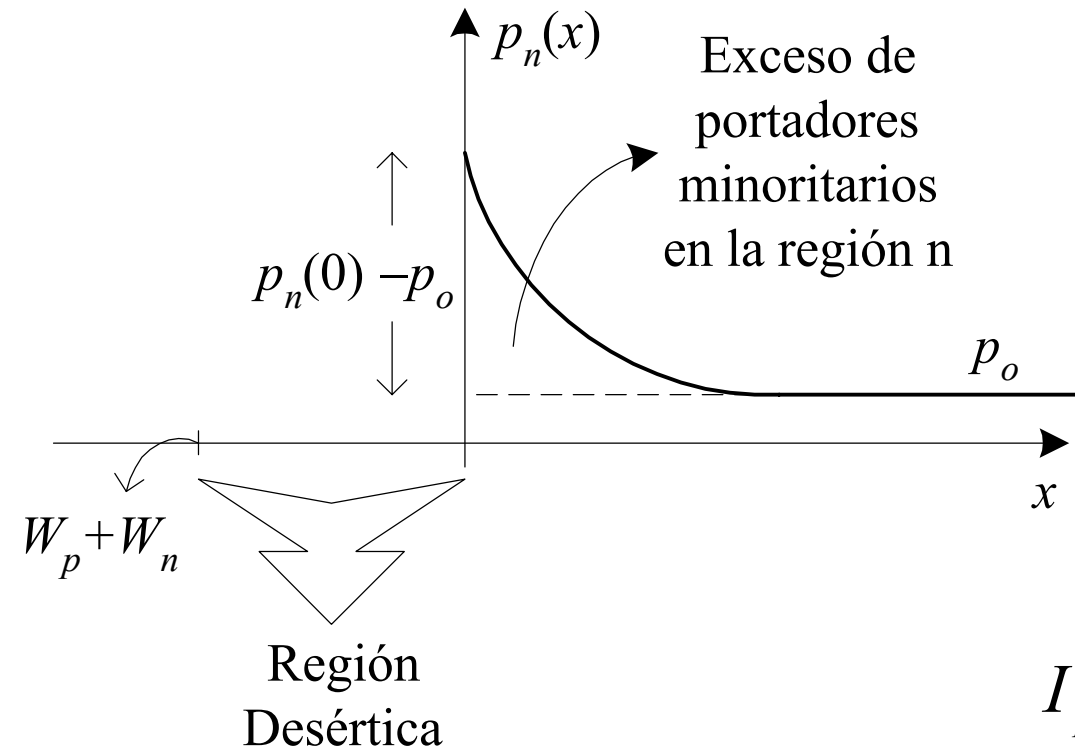 pₙ(x)
Exceso de
portadores
minoritarios
en la región n
pₙ(0) –pₒ
pₒ
x
Wₚ+Wₙ
Región
Desértica
I